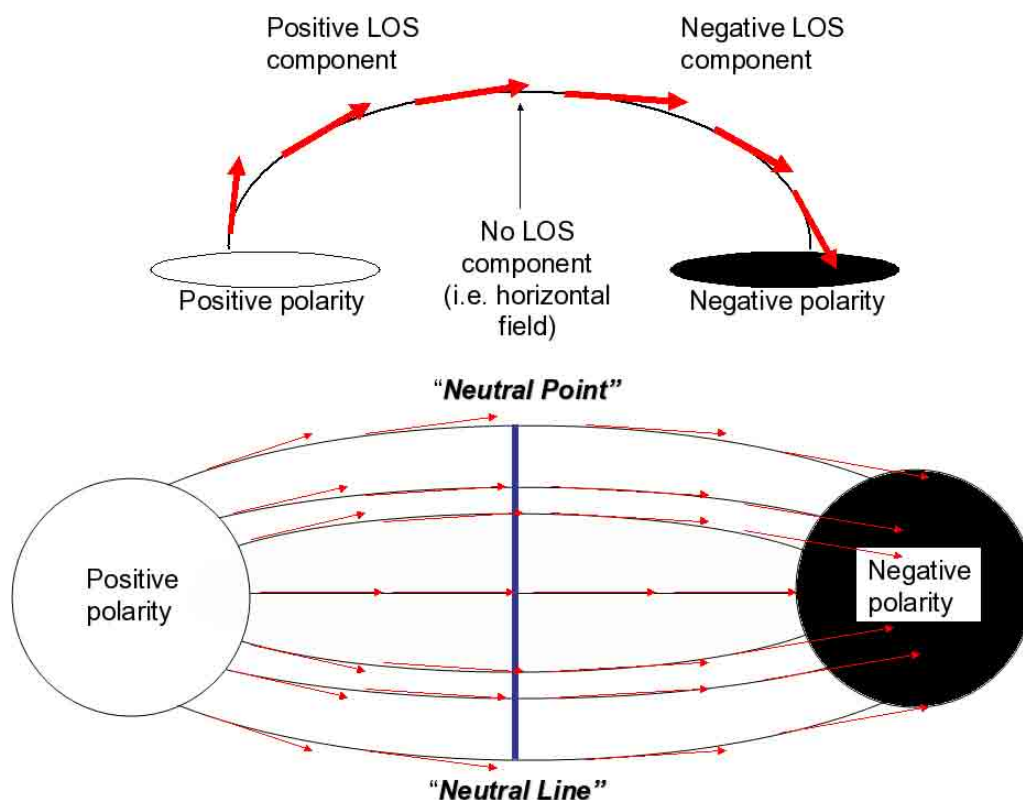 Positive LOS
component
Negative LOS
component
No LOS
component
(i.e. horizontal
field)
Positive polarity
Negative polarity
“Neutral Point”
Positive
polarity
Negative
polarity
“Neutral Line”